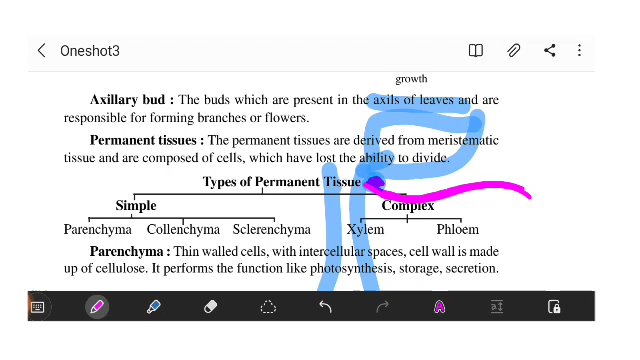 Oneshot3
growth
Axillary bud : The buds which are present in the axils of leaves and are
responsible for forming branches or flowers.
Permanent tissues : The permanent tissues are derived from meristematic
tissue and are composed of cells, which have lost the ability to divide.
Types of Permanent Tissue
Simple Complex
Parenchyma Collenchyma Sclerenchyma Xylem Phloem
Parenchyma : Thin walled cells, with intercellular spaces, cell wall is made
up of cellulose. It performs the function like photosynthesis, storage, secretion.